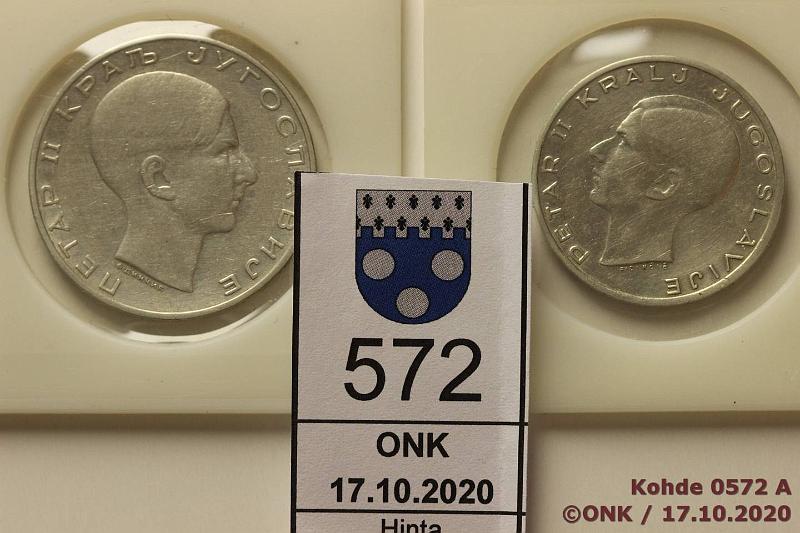 ПЕТАР II КРАЉ ЈУГОСЛАВИЈЕ
PETAR II KRALJ JUGOSLAVIJE
572
ONK
17.10.2020
Hinta
Kohde 0572 A
©ONK / 17.10.2020